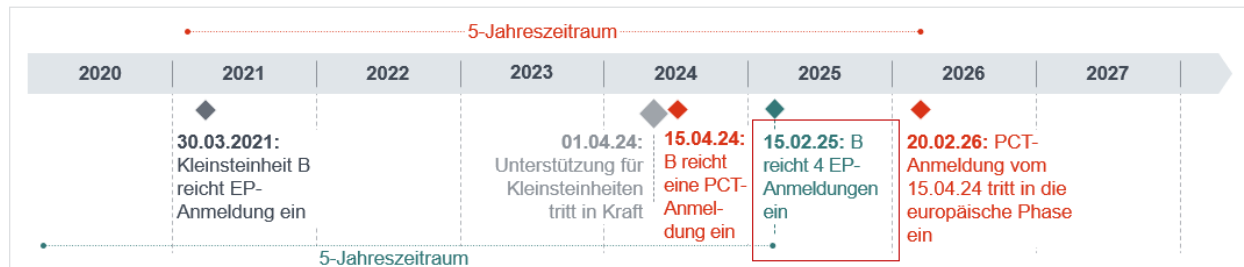 5-Jahreszeitraum
2020
2021
2022
2023
2024
2025
2026
2027
30.03.2021:
Kleinsteinheit B
reicht EP-
Anmeldung ein
01.04.24:
Unterstützung für
Kleinsteinheiten
tritt in Kraft
15.04.24:
B reicht
eine PCT-
Anmel-
dung ein
15.02.25: B
reicht 4 EP-
Anmeldungen
ein
20.02.26: PCT-
Anmeldung vom
15.04.24 tritt in die
europäische Phase
ein
5-Jahreszeitraum